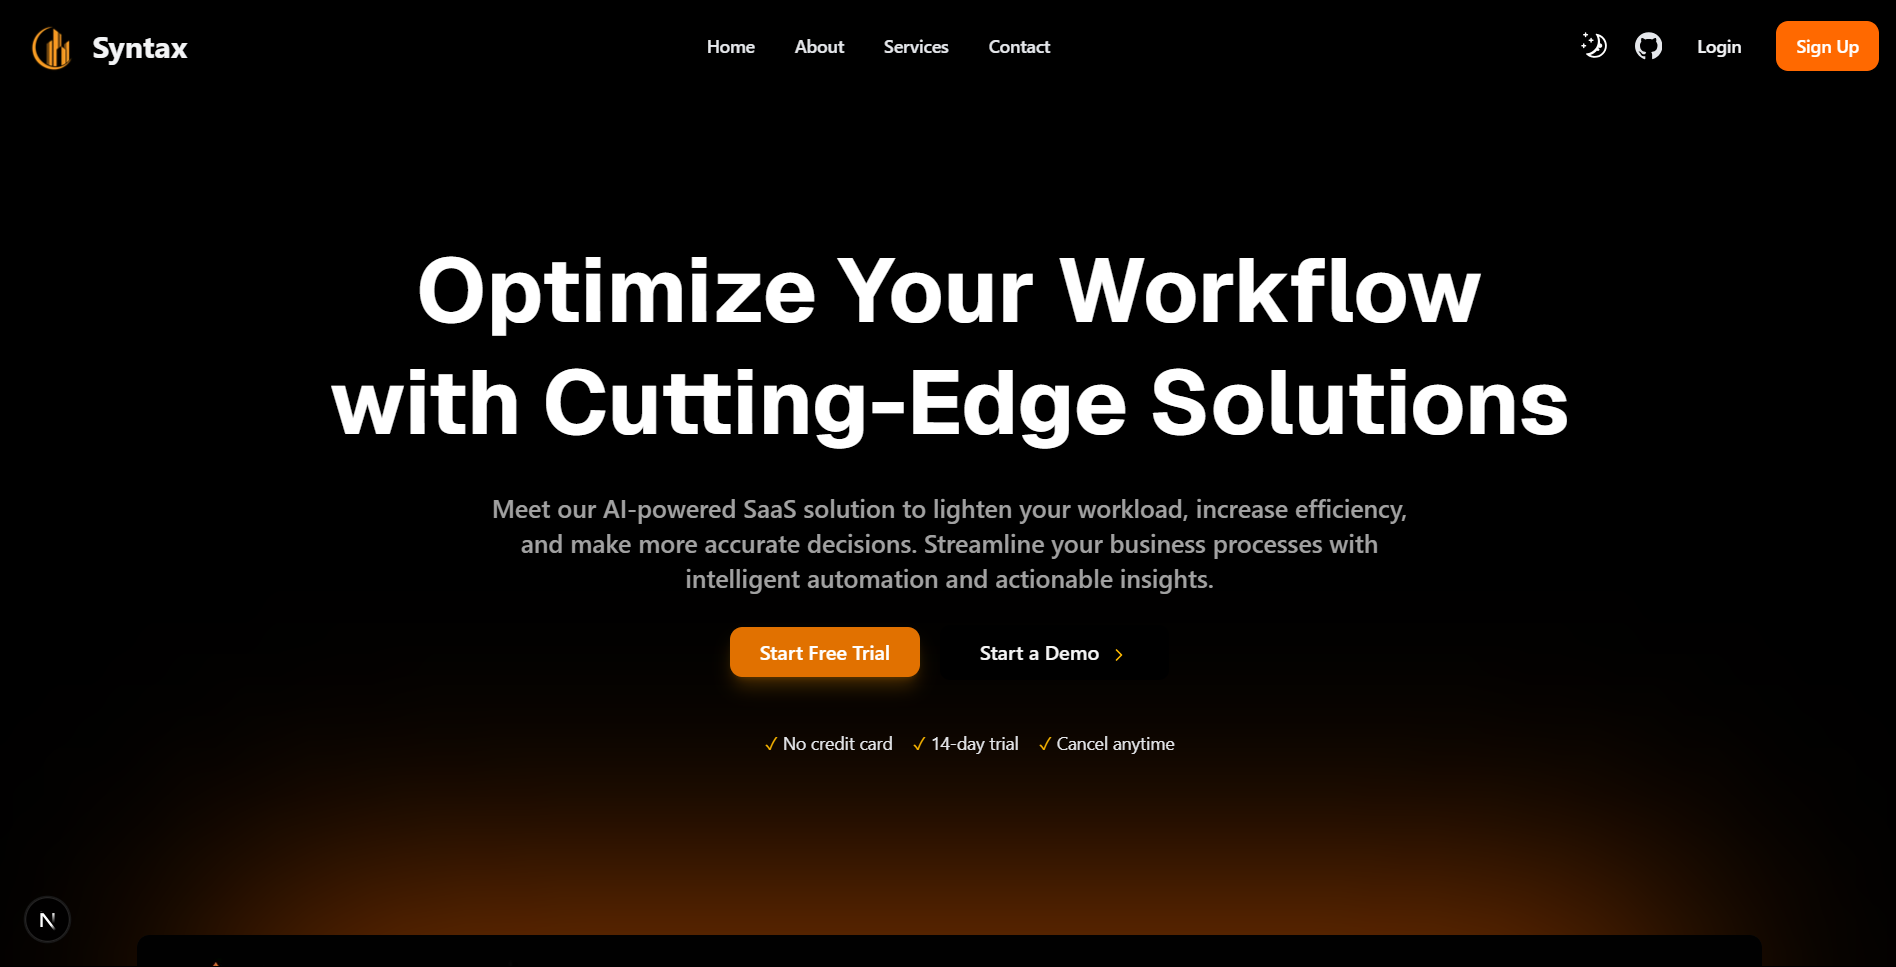 Syntax
Home
About
Services
Contact
Login
Sign Up
Optimize Your Workflow
with Cutting-Edge Solutions
Meet our AI-powered SaaS solution to lighten your workload, increase efficiency,
and make more accurate decisions. Streamline your business processes with
intelligent automation and actionable insights.
Start Free Trial
Start a Demo
✓ No credit card ✓ 14-day trial ✓ Cancel anytime
N